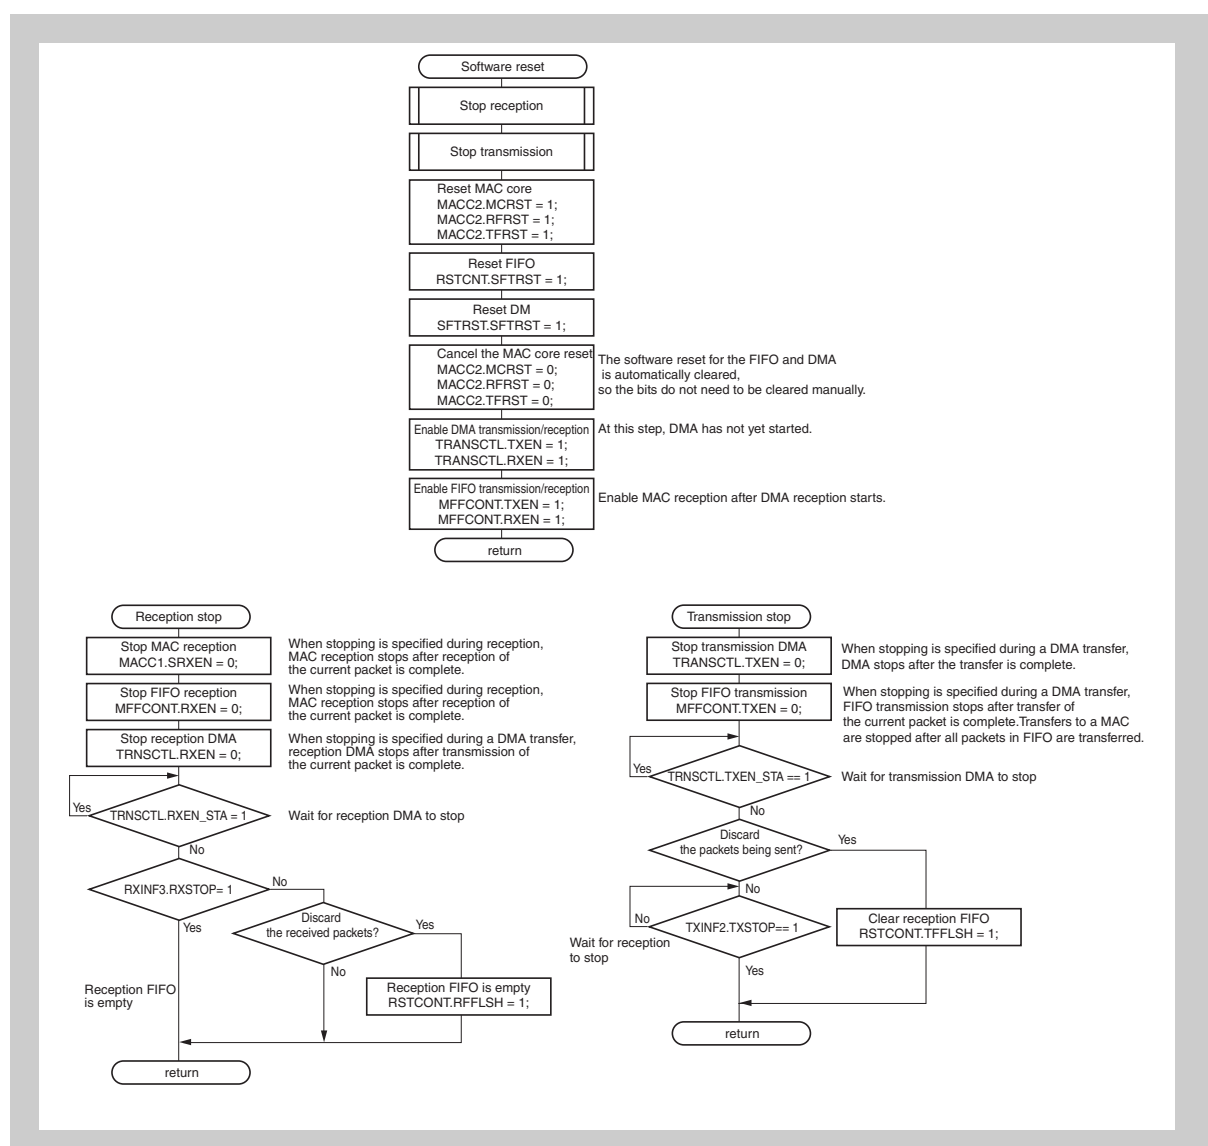 Software reset
Stop reception
Stop transmission
Reset MAC core
MACC2.MCRST = 1;
MACC2.RFRST = 1;
MACC2.TFRST = 1;
Reset FIFO
RSTCNT.SFTRST = 1;
Reset DM
SFTRST.SFTRST = 1;
Cancel the MAC core reset
MACC2.MCRST = 0;
MACC2.RFRST = 0;
MACC2.TFRST = 0;
The software reset for the FIFO and DMA
is automatically cleared,
so the bits do not need to be cleared manually.
Enable DMA transmission/reception
TRANSCTL.TXEN = 1;
TRANSCTL.RXEN = 1;
At this step, DMA has not yet started.
Enable FIFO transmission/reception
MFFCONT.TXEN = 1;
MFFCONT.RXEN = 1;
Enable MAC reception after DMA reception starts.
return
Reception stop
Stop MAC reception
MACC1.SRXEN = 0;
When stopping is specified during reception,
MAC reception stops after reception of
the current packet is complete.
Stop FIFO reception
MFFCONT.RXEN = 0;
When stopping is specified during reception,
MAC reception stops after reception of
the current packet is complete.
Stop reception DMA
TRNSCTL.RXEN = 0;
When stopping is specified during a DMA transfer,
reception DMA stops after transmission of
the current packet is complete.
Yes
TRNSCTL.RXEN_STA = 1
Wait for reception DMA to stop
No
RXINF3.RXSTOP= 1
No
Yes
Discard
the received packets?
Yes
No
Reception FIFO is empty
RSTCONT.RFFLSH = 1;
Reception FIFO
is empty
return
Transmission stop
Stop transmission DMA
TRANSCTL.TXEN = 0;
When stopping is specified during a DMA transfer,
DMA stops after the transfer is complete.
Stop FIFO transmission
MFFCONT.TXEN = 0;
When stopping is specified during a DMA transfer,
FIFO transmission stops after transfer of
the current packet is complete.Transfers to a MAC
are stopped after all packets in FIFO are transferred.
Yes
TRNSCTL.TXEN_STA == 1
Wait for transmission DMA to stop
No
Discard
the packets being sent?
Yes
No
No
TXINF2.TXSTOP== 1
Wait for reception
to stop
Yes
Clear reception FIFO
RSTCONT.TFFLSH = 1;
return